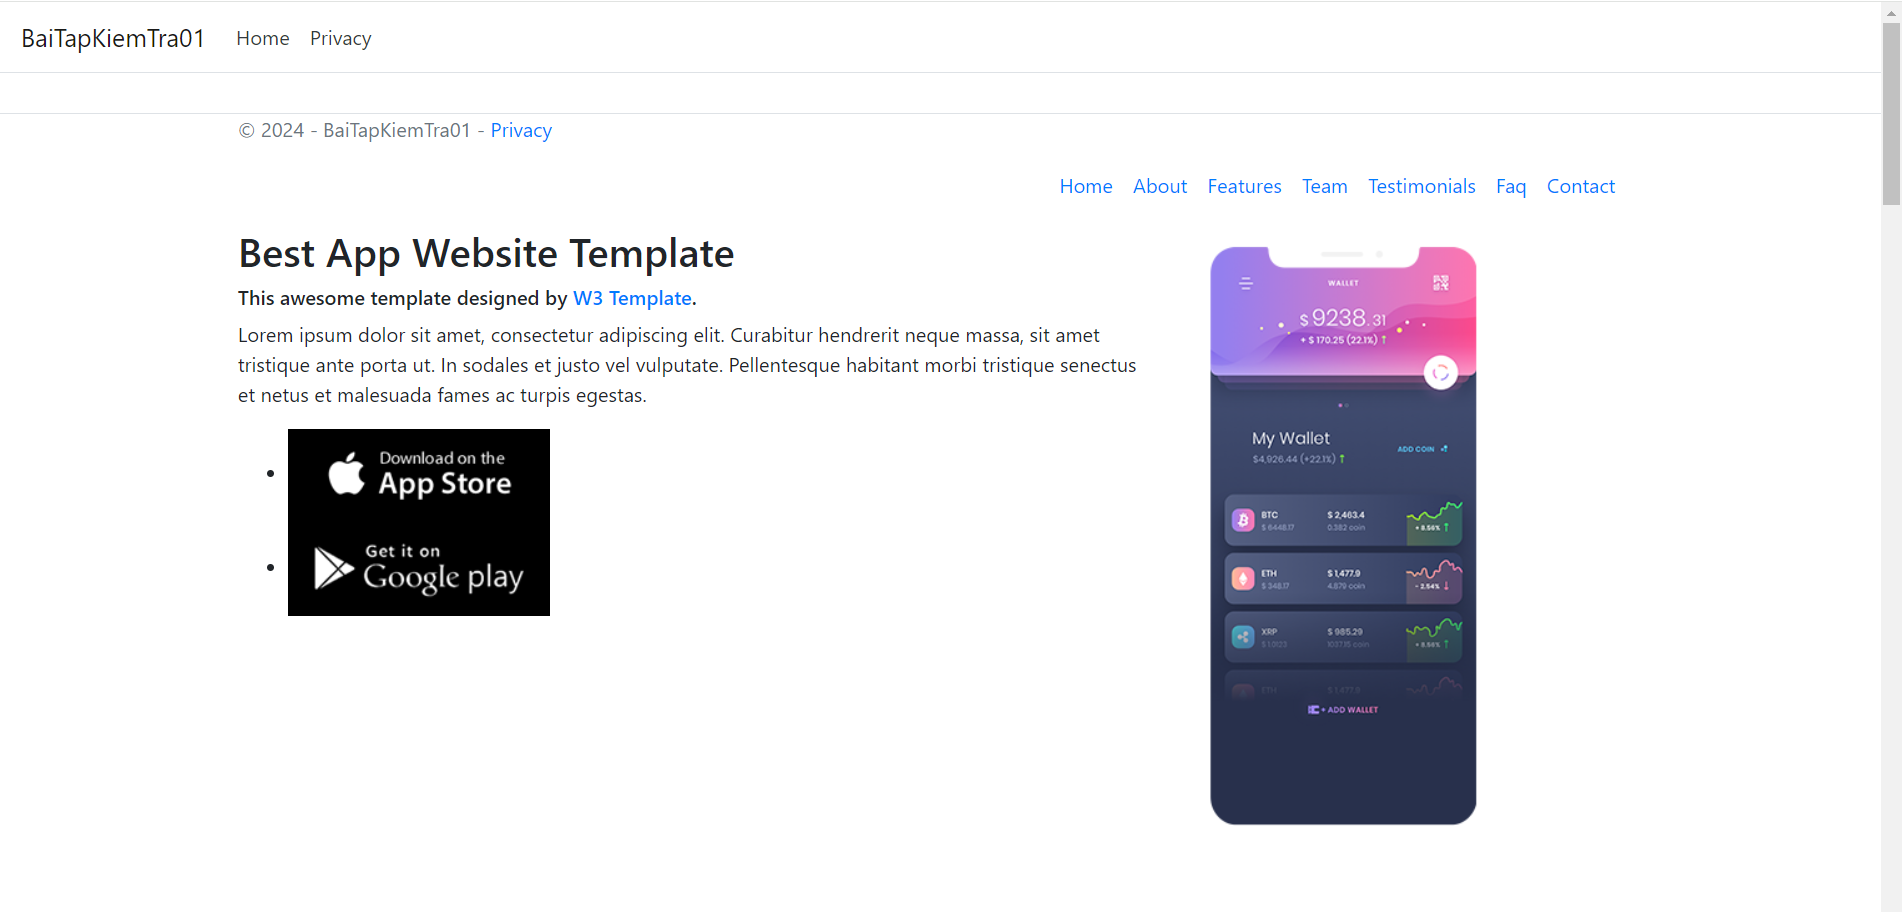 BaiTapKiemTra01 Home Privacy
© 2024 - BaiTapKiemTra01 - Privacy
Home About Features Team Testimonials Faq Contact
Best App Website Template
This awesome template designed by W3 Template.
Lorem ipsum dolor sit amet, consectetur adipiscing elit. Curabitur hendrerit neque massa, sit amet
tristique ante porta ut. In sodales et justo vel vulputate. Pellentesque habitant morbi tristique senectus
et netus et malesuada fames ac turpis egestas.
Download on the
App Store
Get it on
Google play
WALLET
$ 9238.31
+ $ 170.25 (22.1%) ↑
My Wallet
ADD COIN
$4,926.44 (+22.1%) ↑
BTC $ 2,463.4
$ 6448.17 0.382 coin + 8.56% ↑
ETH $ 1,477.9
$ 348.17 4.879 coin - 2.54% ↓
XRP $ 985.29
1037.15 coin + 8.56% ↑
ETH $ 1,477.9
+ ADD WALLET